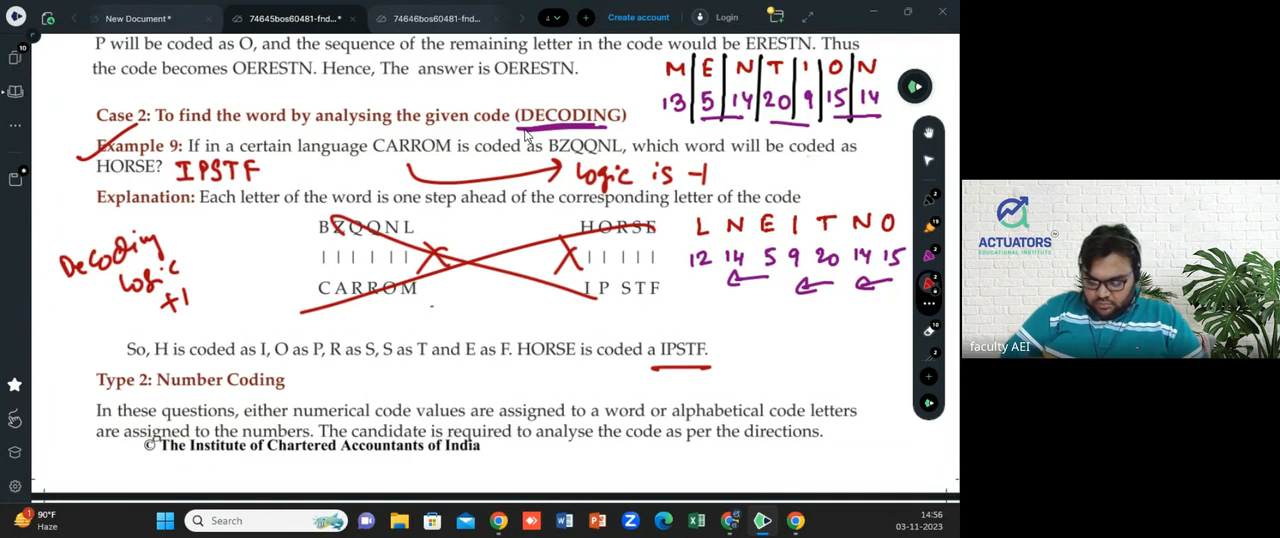 New Document*
74645bos60481-fnd...*
74646bos60481-fnd...
4
Create account
Login
P will be coded as O, and the sequence of the remaining letter in the code would be ERESTN. Thus
the code becomes OERESTN. Hence, The answer is OERESTN.
M E N T I O N
13 5 14 20 9 15 14
Case 2: To find the word by analysing the given code (DECODING)
Example 9: If in a certain language CARROM is coded as BZQQNL, which word will be coded as
HORSE? IPSTF
Logic is -1
Explanation: Each letter of the word is one step ahead of the corresponding letter of the code
BZQQNL HORSE
L N E I T N O
12 14 5 9 20 14 15
Decoding
Logic
+1
CARROM IPSTF
So, H is coded as I, O as P, R as S, S as T and E as F. HORSE is coded a IPSTF.
Type 2: Number Coding
In these questions, either numerical code values are assigned to a word or alphabetical code letters
are assigned to the numbers. The candidate is required to analyse the code as per the directions.
© The Institute of Chartered Accountants of India
ACTUATORS
EDUCATIONAL INSTITUTE
faculty AEI
90°F
Haze
Search
14:56
03-11-2023